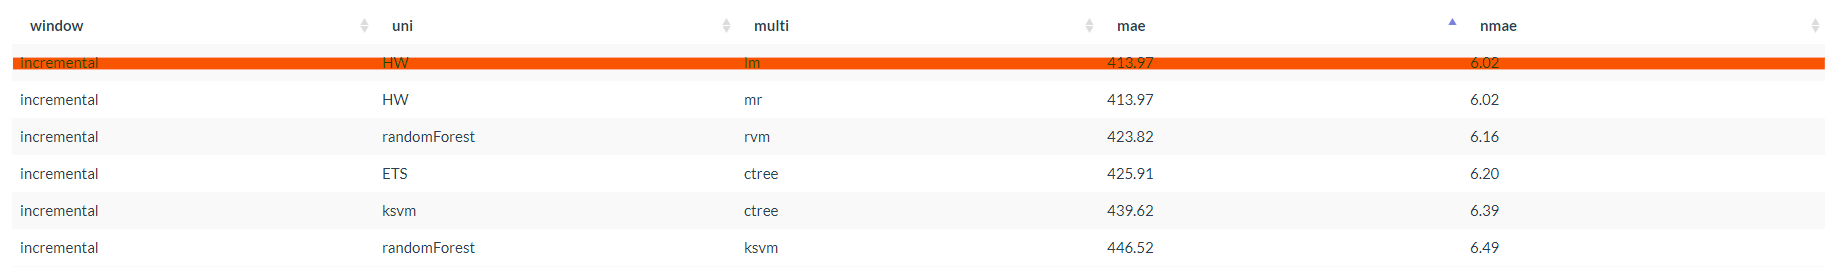 window uni multi mae nmae
incremental HW lm 413.97 6.02
incremental HW mr 413.97 6.02
incremental randomForest rvm 423.82 6.16
incremental ETS ctree 425.91 6.20
incremental ksvm ctree 439.62 6.39
incremental randomForest ksvm 446.52 6.49